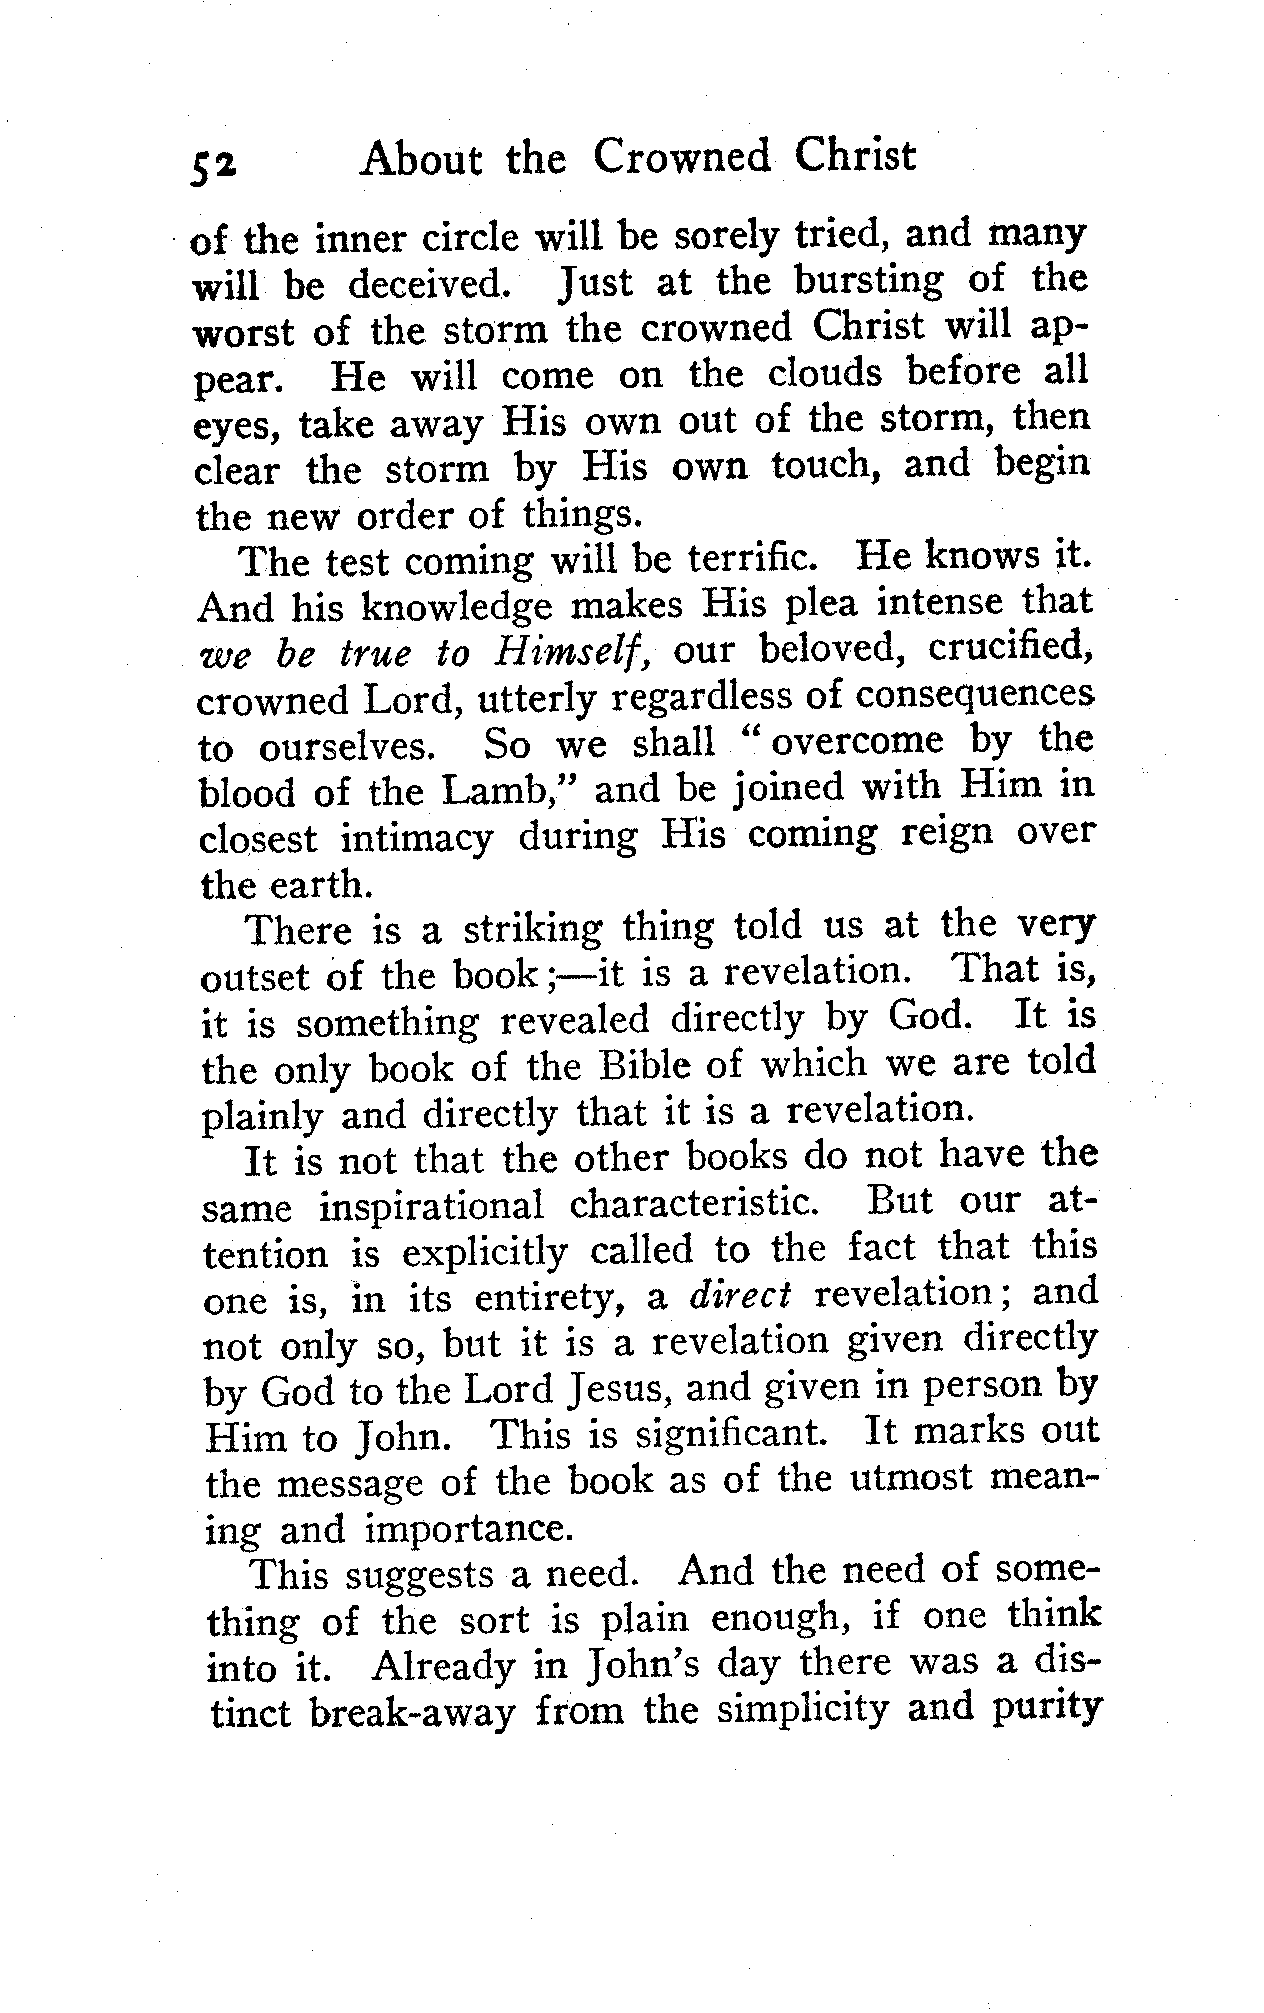 52 About the Crowned Christ
of the inner circle will be sorely tried, and many
will be deceived. Just at the bursting of the
worst of the storm the crowned Christ will ap-
pear. He will come on the clouds before all
eyes, take away His own out of the storm, then
clear the storm by His own touch, and begin
the new order of things.
The test coming will be terrific. He knows it.
And his knowledge makes His plea intense that
we be true to Himself, our beloved, crucified,
crowned Lord, utterly regardless of consequences
to ourselves. So we shall “ overcome by the
blood of the Lamb,” and be joined with Him in
closest intimacy during His coming reign over
the earth.
There is a striking thing told us at the very
outset of the book ;—it is a revelation. That is,
it is something revealed directly by God. It is
the only book of the Bible of which we are told
plainly and directly that it is a revelation.
It is not that the other books do not have the
same inspirational characteristic. But our at-
tention is explicitly called to the fact that this
one is, in its entirety, a direct revelation ; and
not only so, but it is a revelation given directly
by God to the Lord Jesus, and given in person by
Him to John. This is significant. It marks out
the message of the book as of the utmost mean-
ing and importance.
This suggests a need. And the need of some-
thing of the sort is plain enough, if one think
into it. Already in John's day there was a dis-
tinct break-away from the simplicity and purity